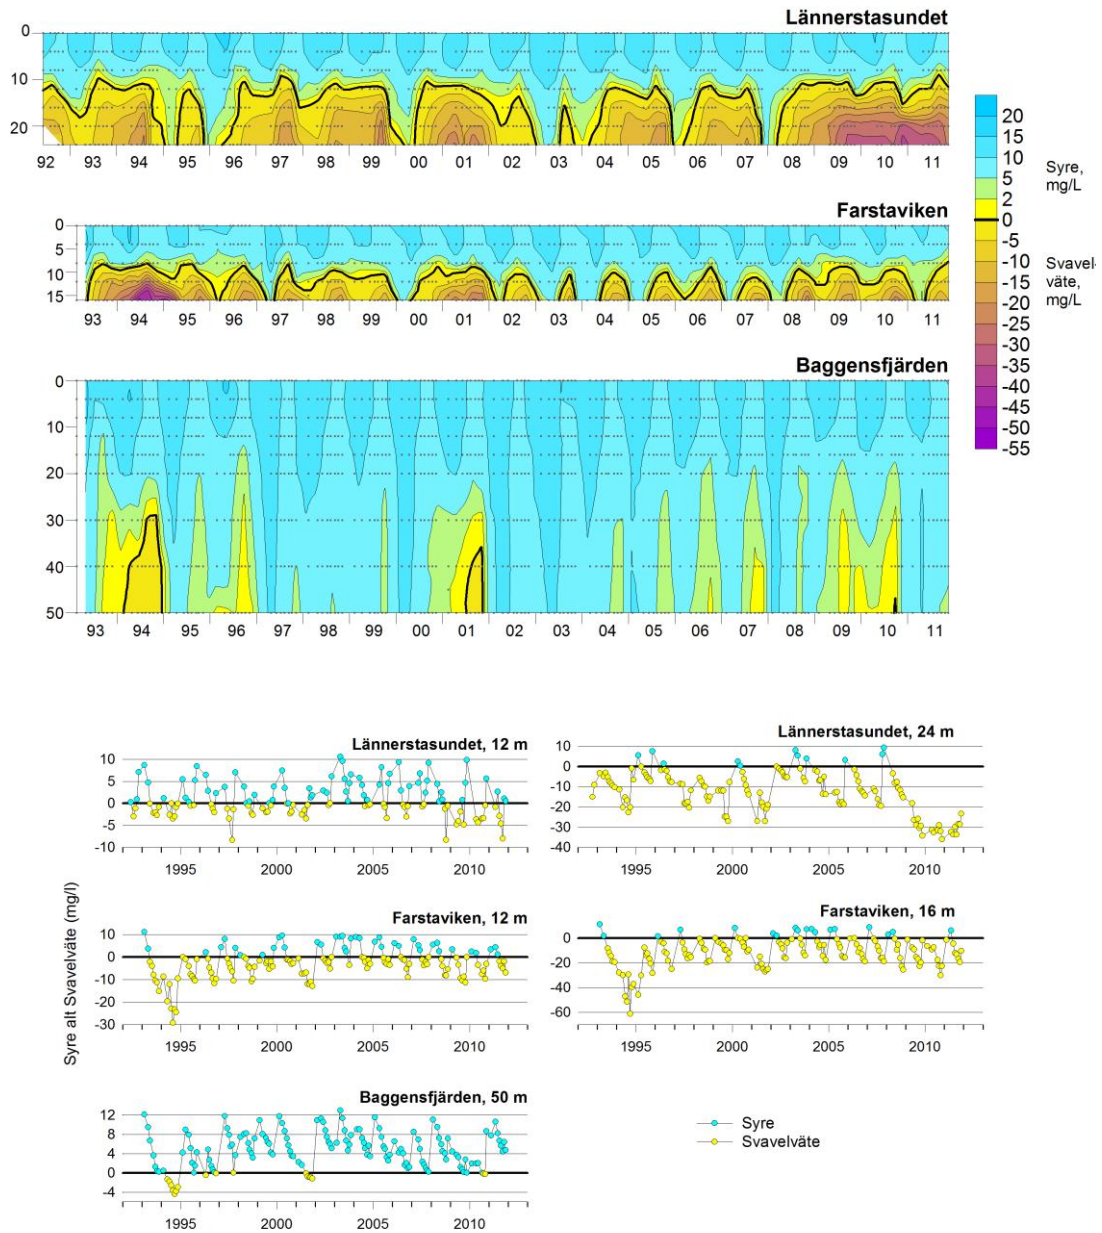 Lännerstasundet
0
10
20
92 93 94 95 96 97 98 99 00 01 02 03 04 05 06 07 08 09 10 11
Farstaviken
0
5
10
15
93 94 95 96 97 98 99 00 01 02 03 04 05 06 07 08 09 10 11
Baggensfjärden
0
10
20
30
40
50
93 94 95 96 97 98 99 00 01 02 03 04 05 06 07 08 09 10 11
20
15
10
5
2
0
-5
-10
-15
-20
-25
-30
-35
-40
-45
-50
-55
Syre,
mg/L
Svavel-
väte,
mg/L
Syre alt Svavelväte (mg/l)
Lännerstasundet, 12 m
10
5
0
-5
-10
1995 2000 2005 2010
Lännerstasundet, 24 m
10
0
-10
-20
-30
-40
1995 2000 2005 2010
Farstaviken, 12 m
10
0
-10
-20
-30
1995 2000 2005 2010
Farstaviken, 16 m
0
-20
-40
-60
1995 2000 2005 2010
Baggensfjärden, 50 m
12
8
4
0
-4
1995 2000 2005 2010
Syre
Svavelväte